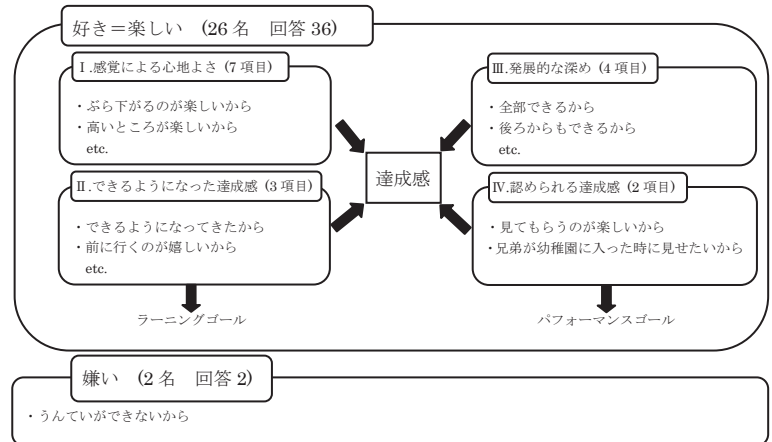 好き＝楽しい　(26名　回答36)
Ⅰ.感覚による心地よさ (7項目)
・ぶら下がるのが楽しいから
・高いところが楽しいから
etc.
Ⅱ.できるようになった達成感 (3項目)
・できるようになってきたから
・前に行くのが嬉しいから
etc.
ラーニングゴール
達成感
Ⅲ.発展的な深め (4項目)
・全部できるから
・後ろからもできるから
etc.
Ⅳ.認められる達成感 (2項目)
・見てもらうのが楽しいから
・兄弟が幼稚園に入った時に見せたいから
パフォーマンスゴール
嫌い　(2名　回答2)
・うんていができないから